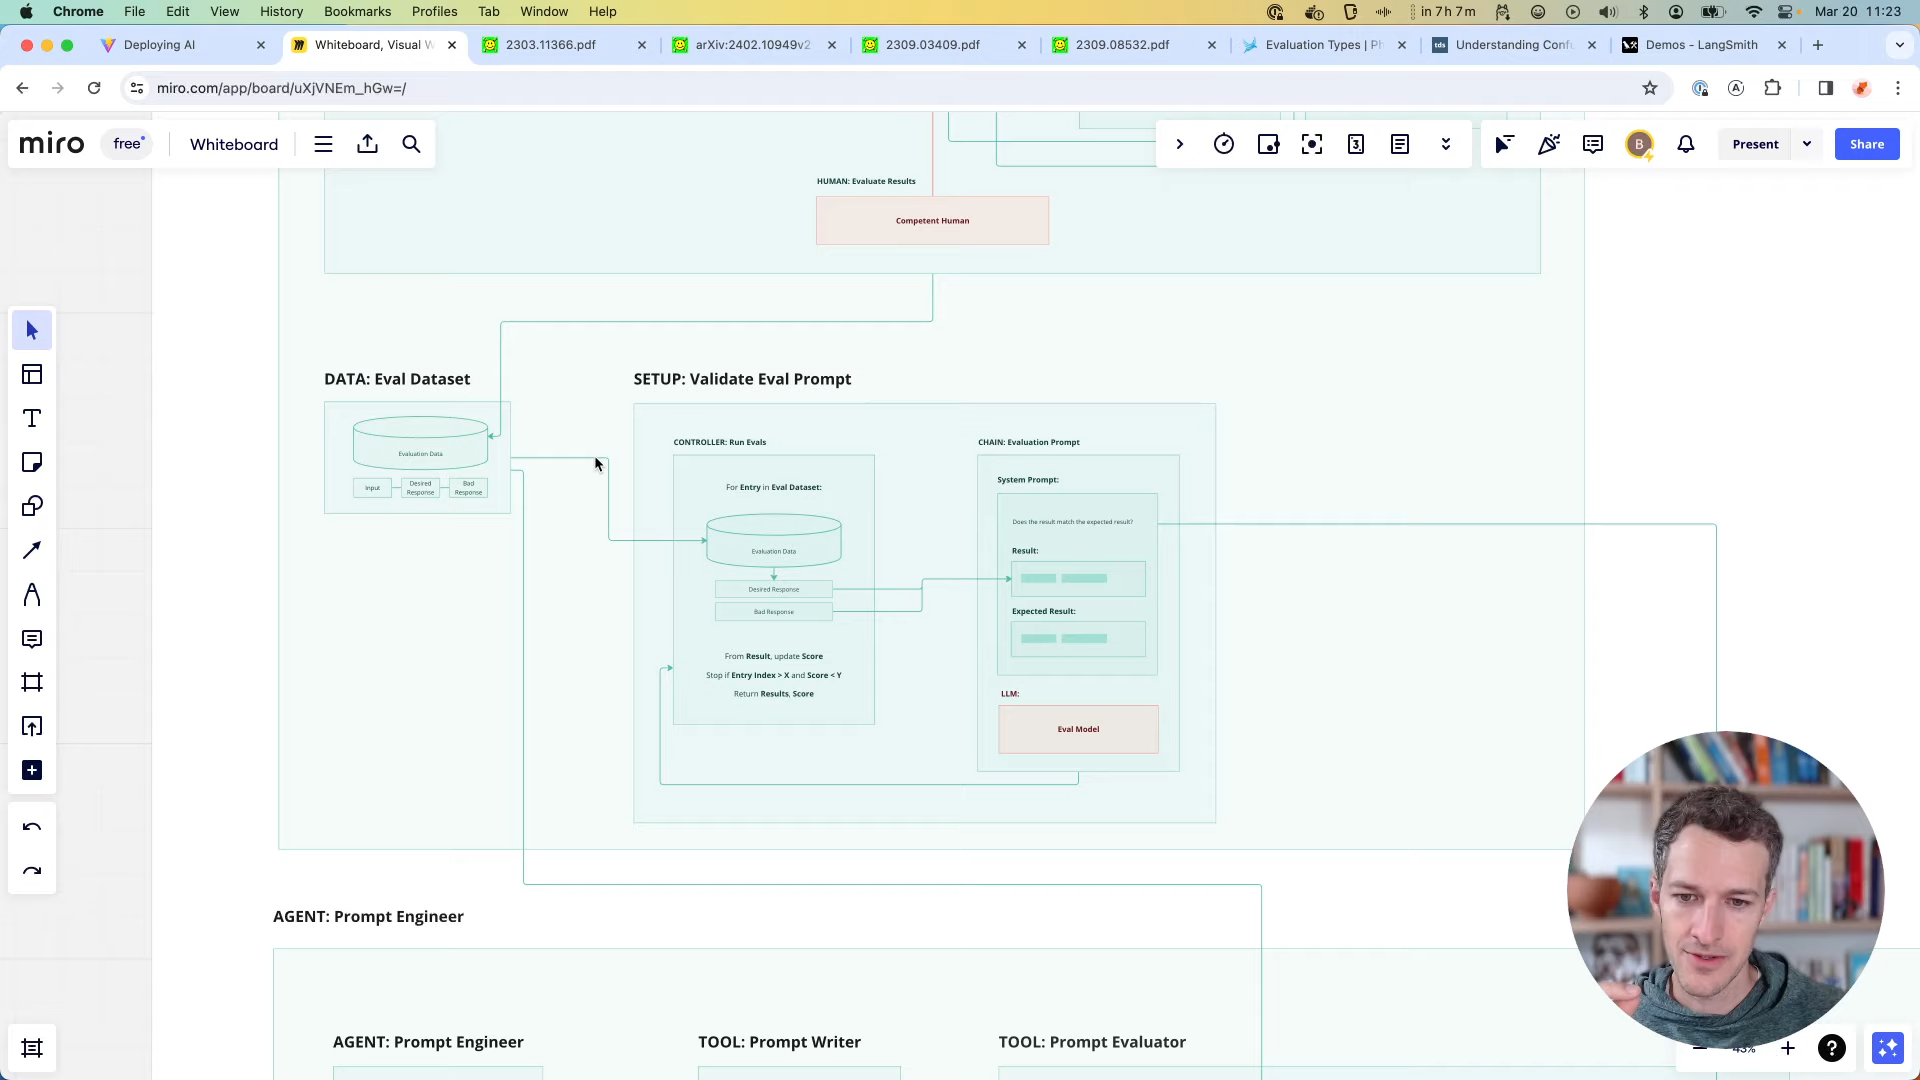 Chrome File Edit View History Bookmarks Profiles Tab Window Help
in 7 h 7 m
Mar 20 11:23
Deploying AI
Whiteboard, Visual W
2303.11366.pdf
arXiv:2402.10949v2
2309.03409.pdf
2309.08532.pdf
Evaluation Types | Ph
tds
Understanding Confu
Demos - LangSmith
miro.com/app/board/uXjVNEm_hGw=/
miro
free
Whiteboard
3
B
Present
Share
HUMAN: Evaluate Results
Competent Human
DATA: Eval Dataset
Evaluation Data
Input
Desired Response
Bad Response
SETUP: Validate Eval Prompt
CONTROLLER: Run Evals
For Entry in Eval Dataset:
Evaluation Data
Desired Response
Bad Response
From Result, update Score
Stop if Entry Index > X and Score < Y
Return Results, Score
CHAIN: Evaluation Prompt
System Prompt:
Does the result match the expected result?
Result:
Expected Result:
LLM:
Eval Model
AGENT: Prompt Engineer
AGENT: Prompt Engineer
TOOL: Prompt Writer
TOOL: Prompt Evaluator